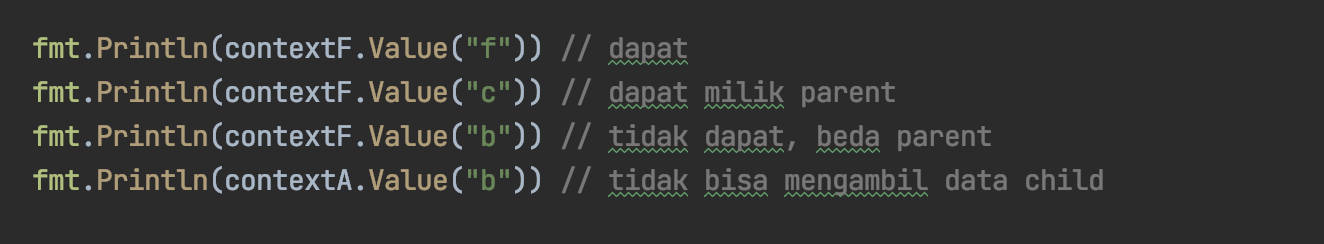 fmt.Println(contextF.Value("f")) // dapat
fmt.Println(contextF.Value("c")) // dapat milik parent
fmt.Println(contextF.Value("b")) // tidak dapat, beda parent
fmt.Println(contextA.Value("b")) // tidak bisa mengambil data child